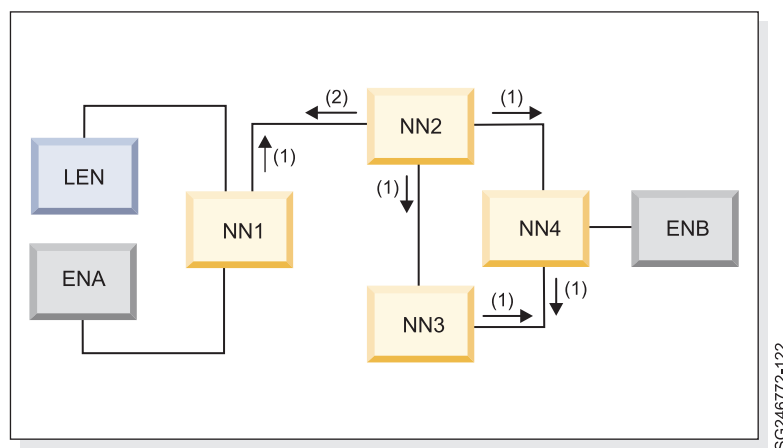 (2)
(1)
NN2
LEN
(1)
(1)
NN1
NN4
ENB
ENA
(1)
(1)
NN3
SG246772-122